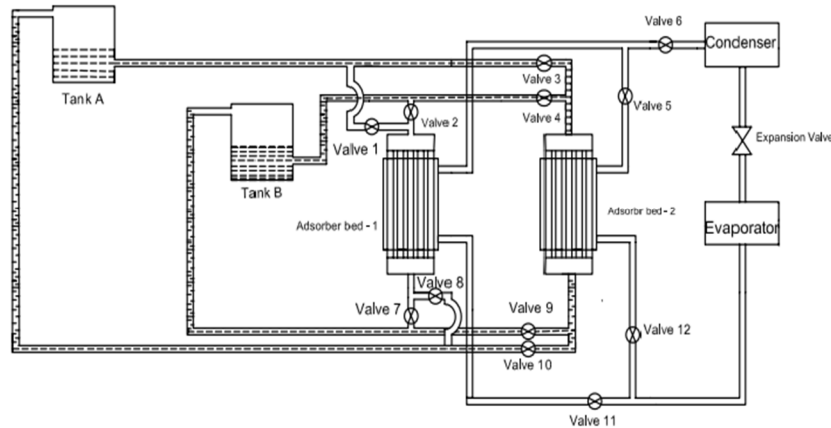 Valve 6
Condenser
Tank A
Valve 3
Valve 5
Valve 2
Valve 4
Valve 1
Expansion Valve
Tank B
Adsorber bed - 1
Adsorbr bed - 2
Evaporator
Valve 8
Valve 7
Valve 9
Valve 12
Valve 10
Valve 11